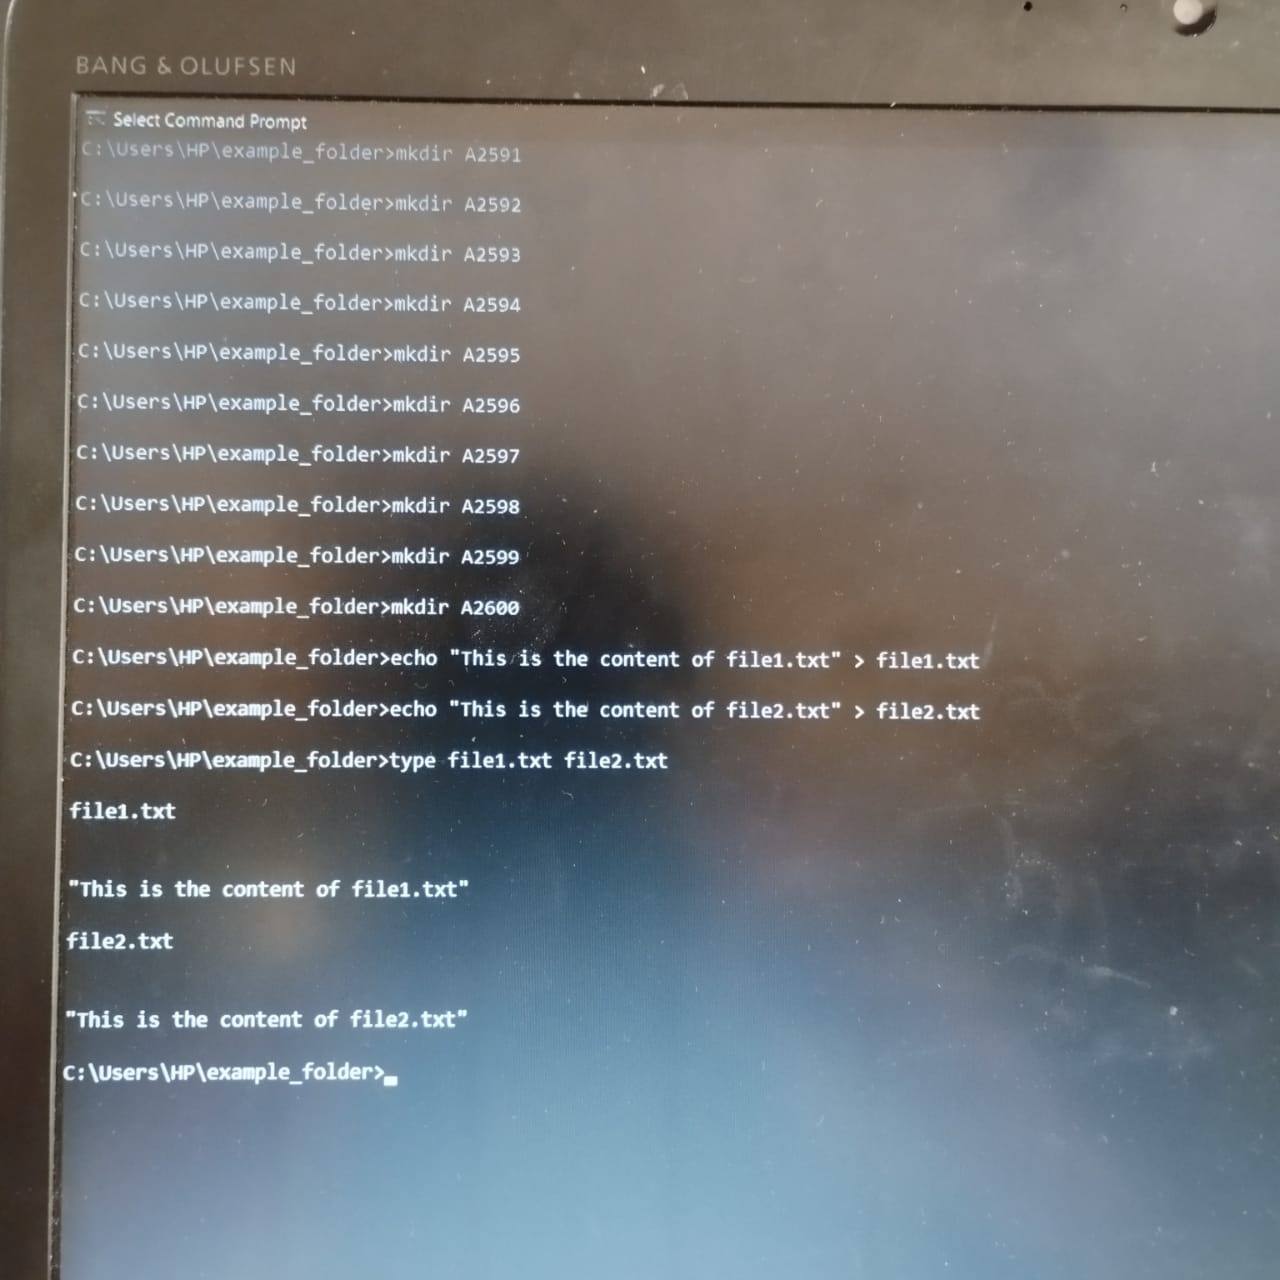 BANG & OLUFSEN
Select Command Prompt
C:\Users\HP\example_folder>mkdir A2591
C:\Users\HP\example_folder>mkdir A2592
C:\Users\HP\example_folder>mkdir A2593
C:\Users\HP\example_folder>mkdir A2594
C:\Users\HP\example_folder>mkdir A2595
C:\Users\HP\example_folder>mkdir A2596
C:\Users\HP\example_folder>mkdir A2597
C:\Users\HP\example_folder>mkdir A2598
C:\Users\HP\example_folder>mkdir A2599
C:\Users\HP\example_folder>mkdir A2600
C:\Users\HP\example_folder>echo "This is the content of file1.txt" > file1.txt
C:\Users\HP\example_folder>echo "This is the content of file2.txt" > file2.txt
C:\Users\HP\example_folder>type file1.txt file2.txt
file1.txt
"This is the content of file1.txt"
file2.txt
"This is the content of file2.txt"
C:\Users\HP\example_folder>